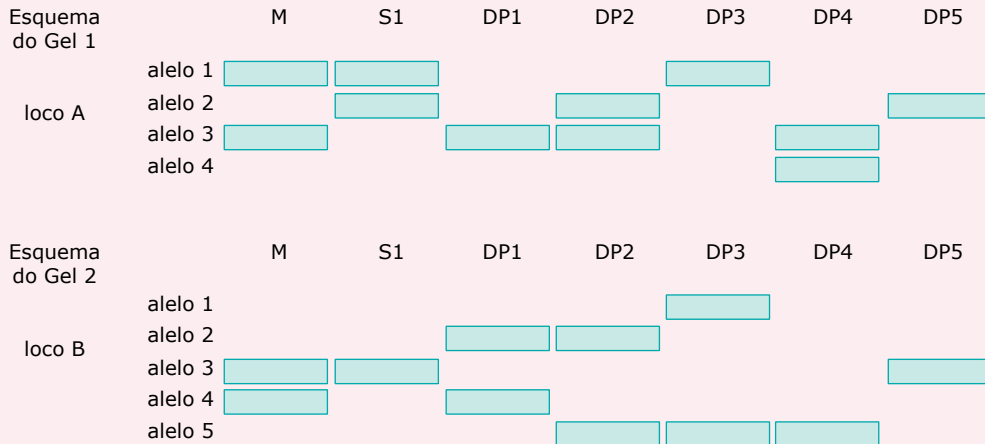 Esquema do Gel 1 M S1 DP1 DP2 DP3 DP4 DP5
loco A
alelo 1
alelo 2
alelo 3
alelo 4
Esquema do Gel 2 M S1 DP1 DP2 DP3 DP4 DP5
loco B
alelo 1
alelo 2
alelo 3
alelo 4
alelo 5